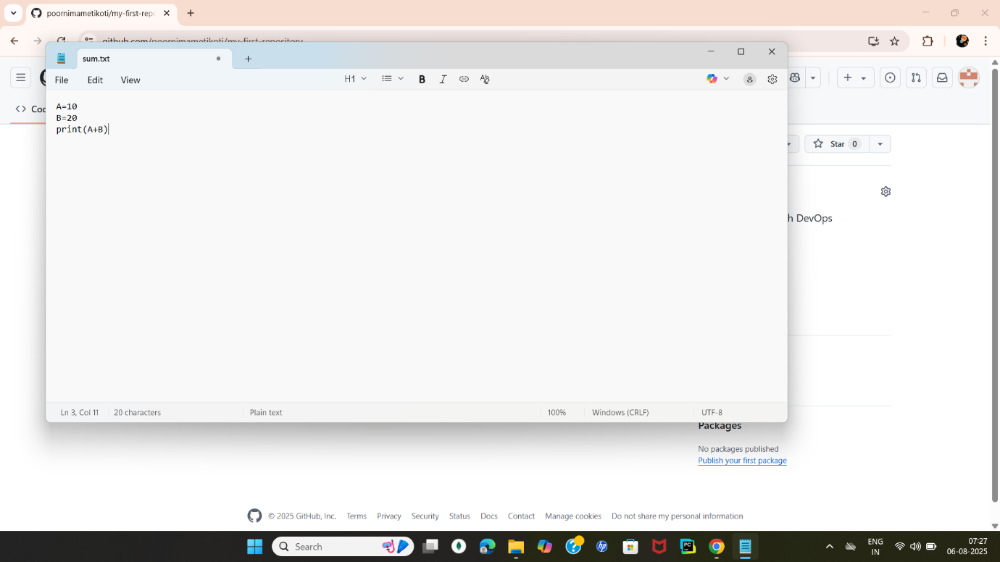 poornimametikoti/my-first-repo
github.com/poornimametikoti/my-first-repository
sum.txt
File Edit View
H1
B I
A=10
B=20
print(A+B)
Ln 3, Col 11 20 characters Plain text 100% Windows (CRLF) UTF-8
Star 0
DevOps
Packages
No packages published
Publish your first package
© 2025 GitHub, Inc. Terms Privacy Security Status Docs Contact Manage cookies Do not share my personal information
Search
PC
hp
ENG
IN
07:27
06-08-2025